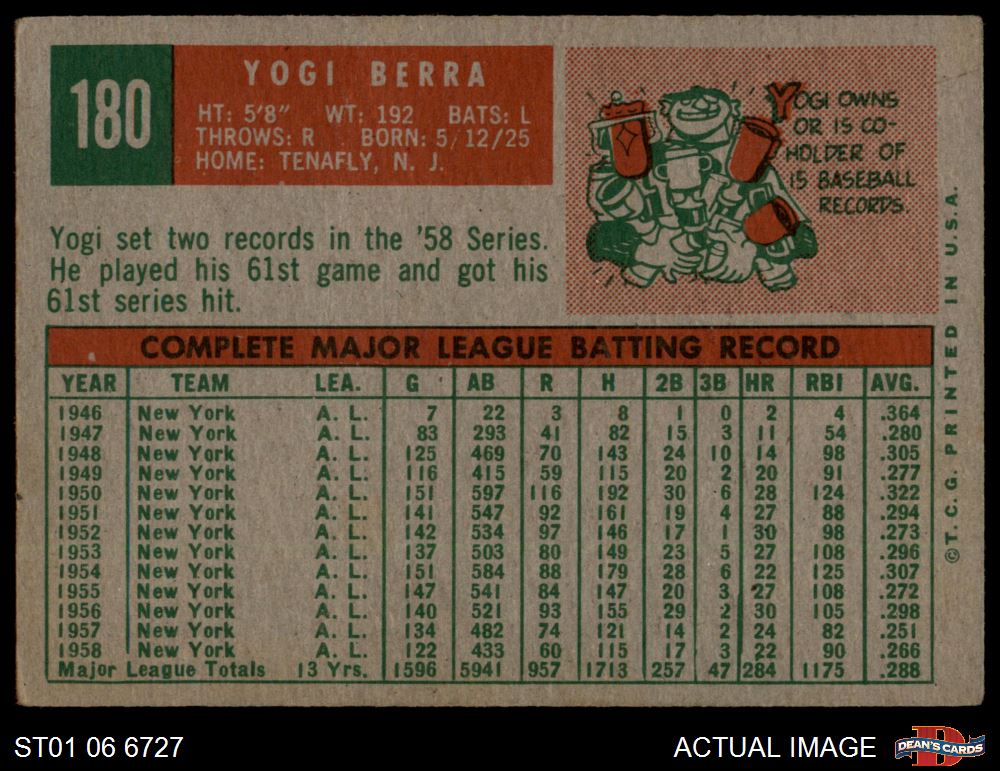 180
YOGI BERRA
HT: 5'8" WT: 192 BATS: L
THROWS: R BORN: 5/12/25
HOME: TENAFLY, N. J.
YOGI OWNS
OR IS CO-
HOLDER OF
15 BASEBALL
RECORDS.
Yogi set two records in the '58 Series.
He played his 61st game and got his
61st series hit.
COMPLETE MAJOR LEAGUE BATTING RECORD
YEAR TEAM LEA. G AB R H 2B 3B HR RBI AVG.
1946 New York A. L. 7 22 3 8 1 0 2 4 .364
1947 New York A. L. 83 293 41 82 15 3 11 54 .280
1948 New York A. L. 125 469 70 143 24 10 14 98 .305
1949 New York A. L. 116 415 59 115 20 2 20 91 .277
1950 New York A. L. 151 597 116 192 30 6 28 124 .322
1951 New York A. L. 141 547 92 161 19 4 27 88 .294
1952 New York A. L. 142 534 97 146 17 1 30 98 .273
1953 New York A. L. 137 503 80 149 23 5 27 108 .296
1954 New York A. L. 151 584 88 179 28 6 22 125 .307
1955 New York A. L. 147 541 84 147 20 3 27 108 .272
1956 New York A. L. 140 521 93 155 29 2 30 105 .298
1957 New York A. L. 134 482 74 121 14 2 24 82 .251
1958 New York A. L. 122 433 60 115 17 3 22 90 .266
Major League Totals 13 Yrs. 1596 5941 957 1713 257 47 284 1175 .288
©T.C.G. PRINTED IN U.S.A.
ST01 06 6727
ACTUAL IMAGE
DEAN'S CARDS